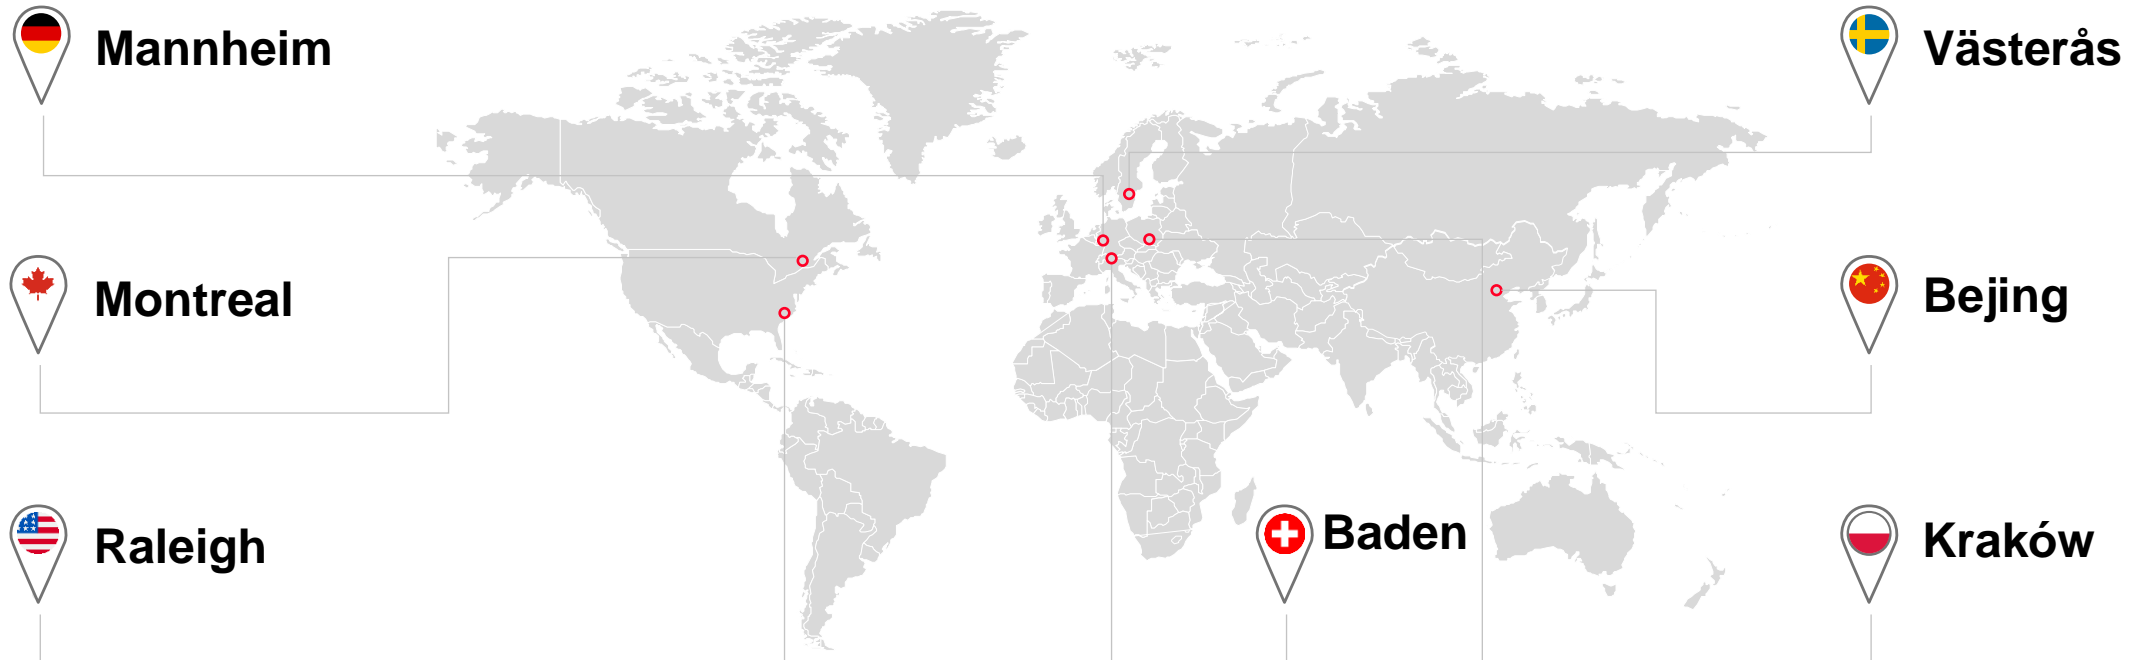 Mannheim
Västerås
Montreal
Bejing
Raleigh
Baden
Kraków